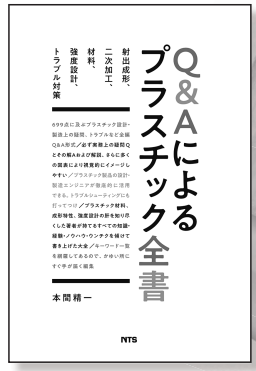 Q&Aによる
プラスチック全書
射出成形、
二次加工、
材料、
強度設計、
トラブル対策
699点に及ぶプラスチック設計・
製造上の疑問、トラブルなど全編
Q&A形式／必ず実務上の疑問Q
とその解Aおよび解説、さらに多く
の図表により視覚的にイメージし
やすい／プラスチック製品の設計・
製造エンジニアが徹底的に活用
できる。トラブルシューティングにも
打ってつけ／プラスチック材料、
成形特性、強度設計の肝を知り尽
くした著者が持てるすべての知識・
経験・ノウハウ・ウンチクを傾けて
書き上げた大全／キーワード一覧
を網羅してあるので、かゆい所に
すぐ手が届く編集
本間精一
NTS